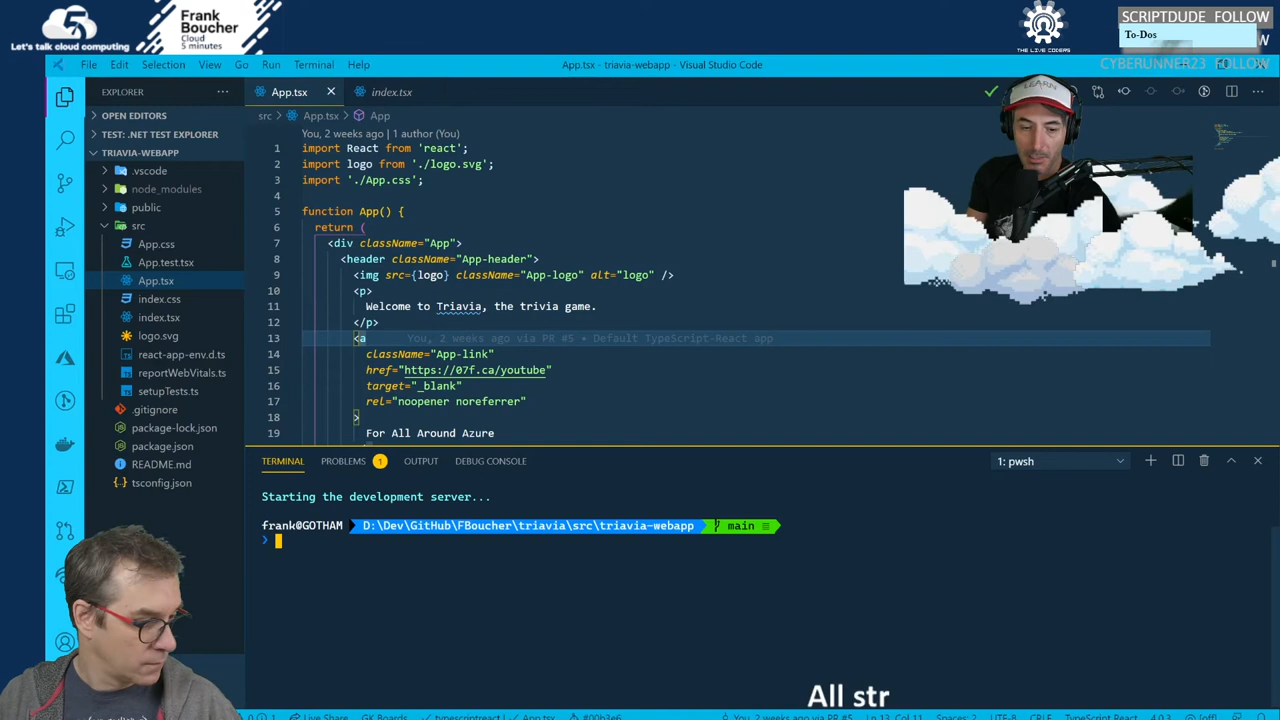 Let's talk cloud computing
5
Frank
Boucher
Cloud
5 minutes
THE LIVE CODERS
SCRIPTDUDE FOLLOW
To-Dos
CYBERUNNER23 FOLLOW
File Edit Selection View Go Run Terminal Help
App.tsx - triavia-webapp - Visual Studio Code
LEARN
EXPLORER
OPEN EDITORS
TEST: .NET TEST EXPLORER
TRIAVIA-WEBAPP
.vscode
node_modules
public
src
App.css
App.test.tsx
App.tsx
index.css
index.tsx
logo.svg
react-app-env.d.ts
reportWebVitals.ts
setupTests.ts
.gitignore
package-lock.json
package.json
README.md
tsconfig.json
App.tsx index.tsx
src > App.tsx > App
You, 2 weeks ago | 1 author (You)
1 import React from 'react';
2 import logo from './logo.svg';
3 import './App.css';
4
5 function App() {
6 return (
7 <div className="App">
8 <header className="App-header">
9 <img src={logo} className="App-logo" alt="logo" />
10 <p>
11 Welcome to Triavia, the trivia game.
12 </p>
13 <a You, 2 weeks ago via PR #5 • Default TypeScript-React app
14 className="App-link"
15 href="https://07f.ca/youtube"
16 target="_blank"
17 rel="noopener noreferrer"
18 >
19 For All Around Azure
TERMINAL PROBLEMS 1 OUTPUT DEBUG CONSOLE 1: pwsh
Starting the development server...
frank@GOTHAM D:\Dev\GitHub\FBoucher\triavia\src\triavia-webapp main ≡
❯
All str
Live Share GK Boards typescriptreact App.tsx #00b3e6 You, 2 weeks ago via PR #5 Ln 13, Col 11 Spaces: 2 UTF-8 CRLF TypeScript React 4.0.3 [off]